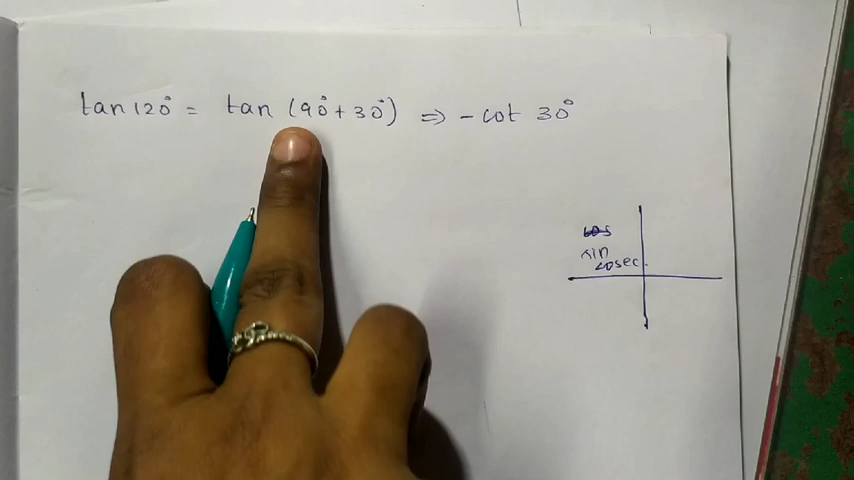 tan 120° = tan (90° + 30°) ⇒ - cot 30°
cos
sin
cosec